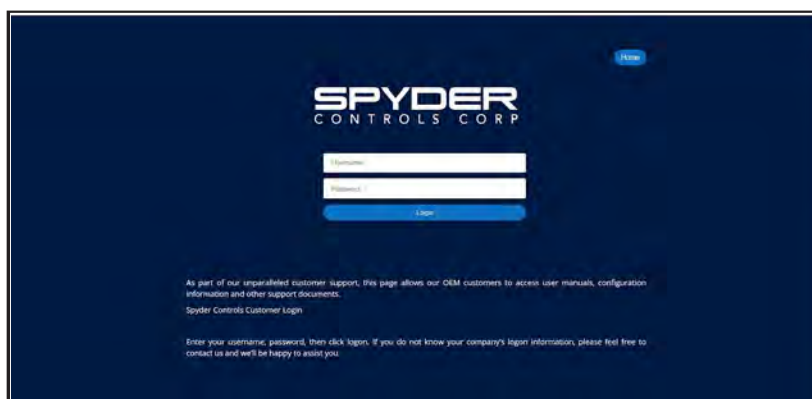 Home
SPYDER
CONTROLS CORP
Username
Password
Login
As part of our unparalleled customer support, this page allows our OEM customers to access user manuals, configuration
information and other support documents.
Spyder Controls Customer Login
Enter your username, password, then click logon. If you do not know your company's logon information, please feel free to
contact us and we'll be happy to assist you.